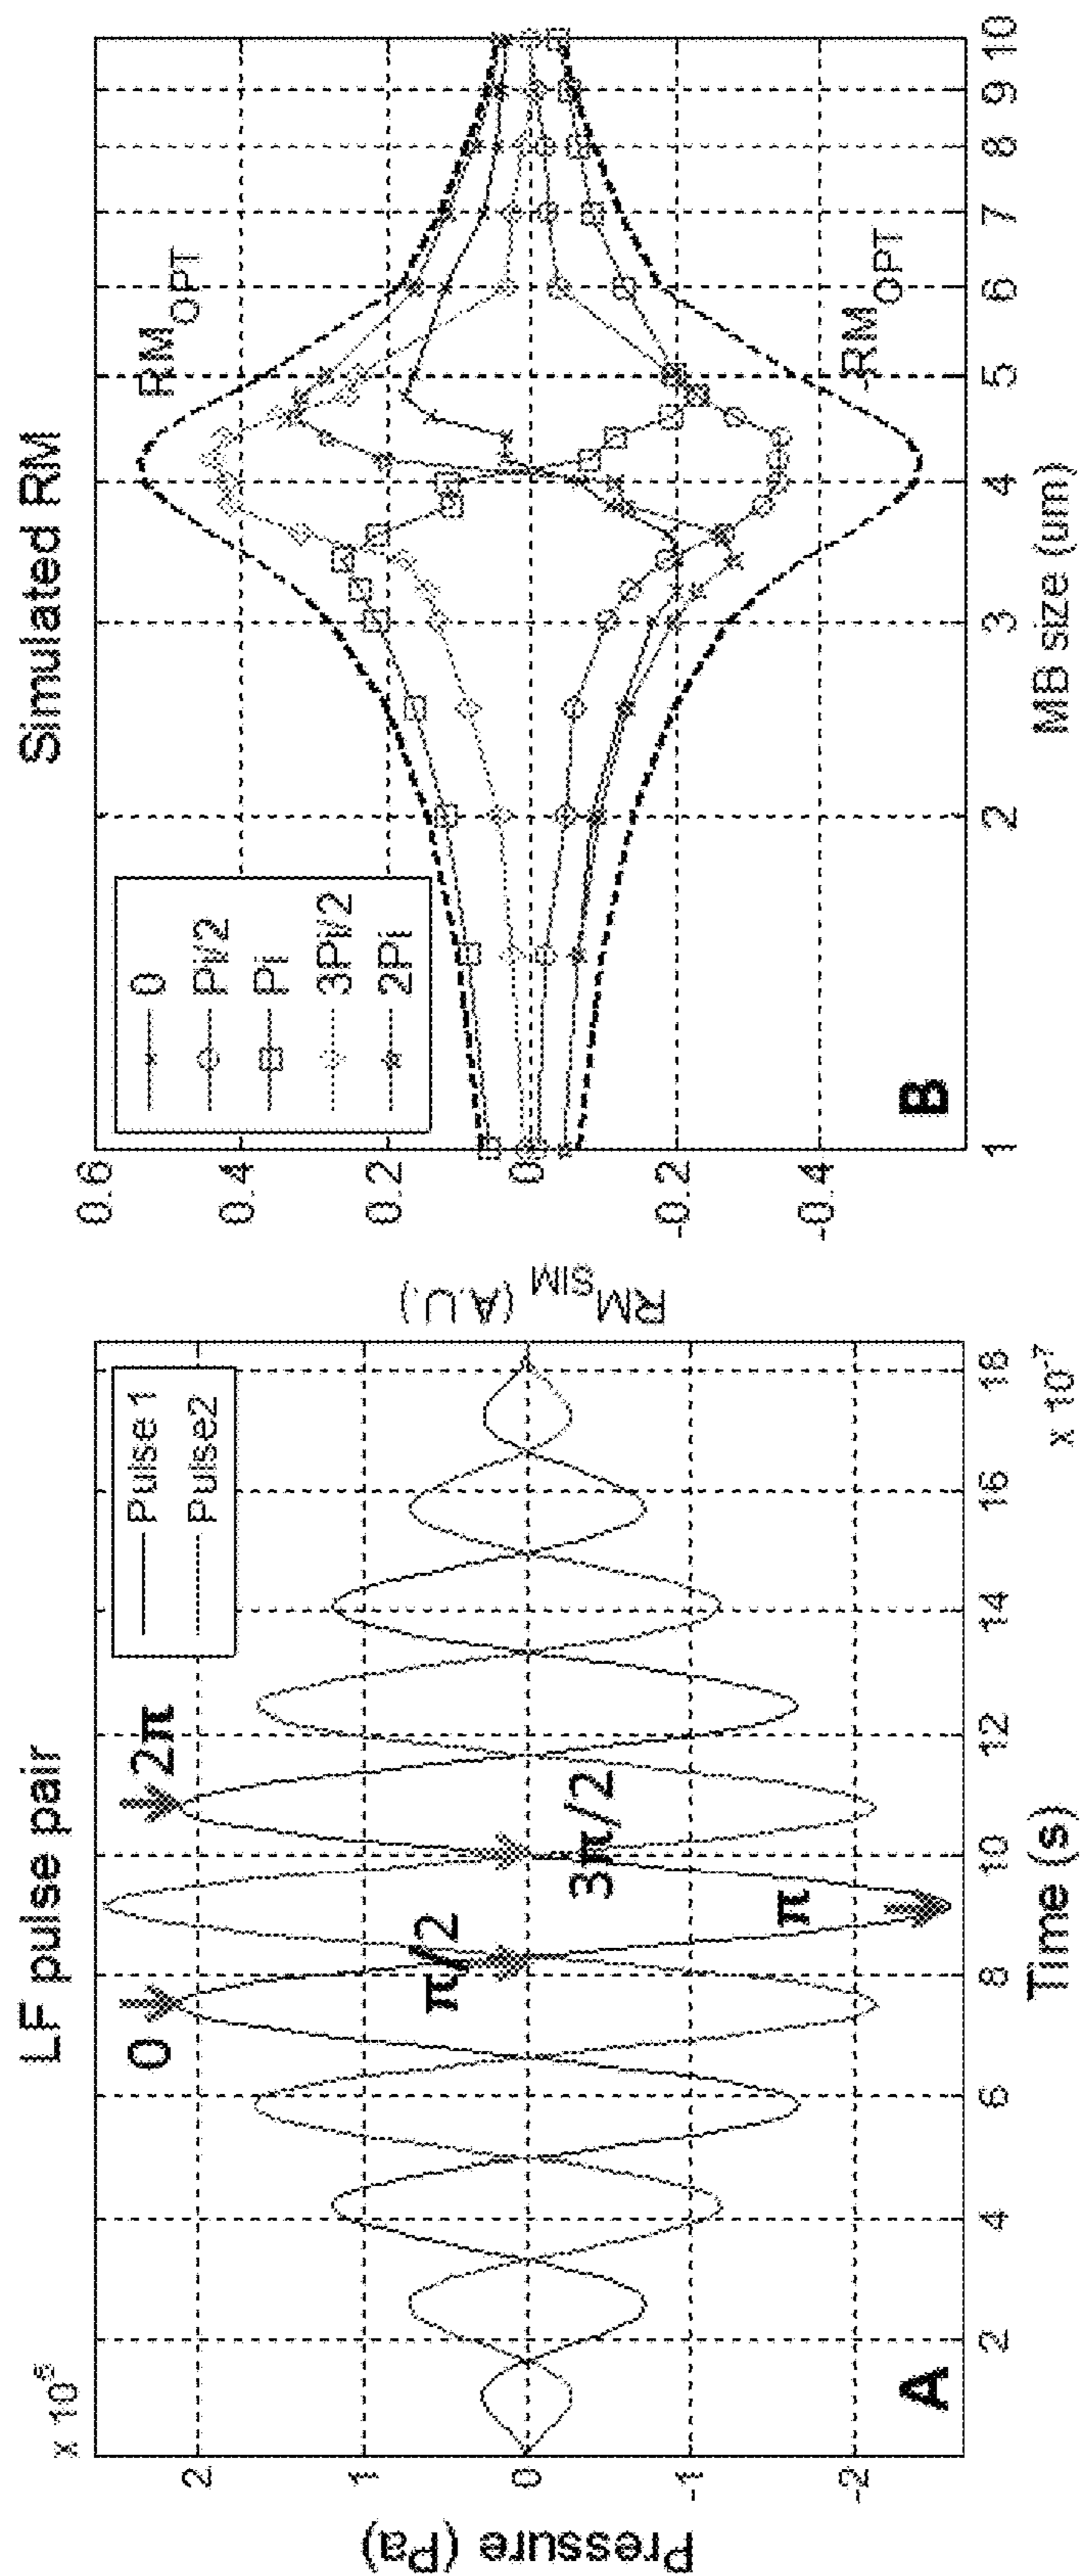 LF pulse pair
x 10⁵
Pressure (Pa)
2
1
0
-1
-2
Pulse 1
Pulse2
0
2π
π/2
3π/2
π
A
2
4
6
8
10
12
14
16
18
x 10⁻⁷
Time (s)
Simulated RM
RM_SIM (A.U.)
0.6
0.4
0.2
0
-0.2
-0.4
0
Pi/2
Pi
3Pi/2
2Pi
RM_OPT
-RM_OPT
B
1
2
3
4
5
6
7
8
9
10
MB size (um)